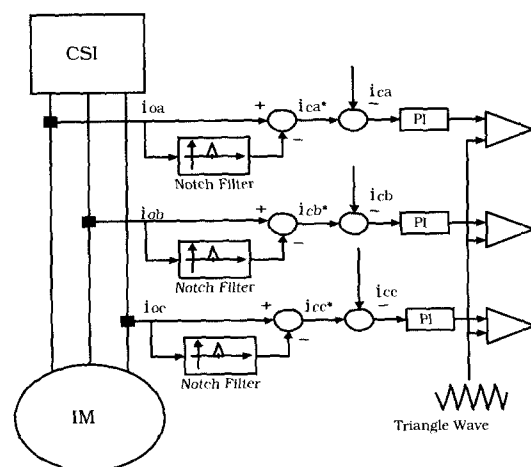 CSI
ioa
+
ica*
ica
−
PI
−
Notch Filter
iob
+
icb*
icb
−
PI
−
Notch Filter
ioc
+
icc*
icc
−
PI
−
Notch Filter
IM
Triangle Wave